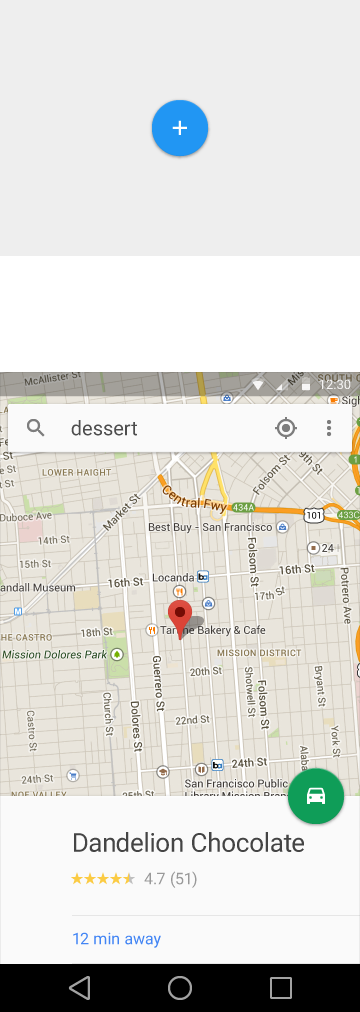 +
McAllister St
SOUTH O
12:30
dessert
LOWER HAIGHT
Folsom St
9th St
Central Fwy
434A
101
433C
Market St
Duboce Ave
Best Buy - San Francisco
14th St
Folsom St
24
15th St
Locanda
16th St
16th St
andall Museum
17th St
Potrero Ave
18th St
Bakery & Cafe
HE CASTRO
Mission Dolores Park
MISSION DISTRICT
Guerrero St
20th St
Shotwell St
Folsom St
Bryant St
Church St
Dolores St
Castro St
22nd St
York St
24th St
24th St
San Francisco Public
Library Mission Bran
NOE VALLEY
Alaba
Dandelion Chocolate
4.7 (51)
12 min away